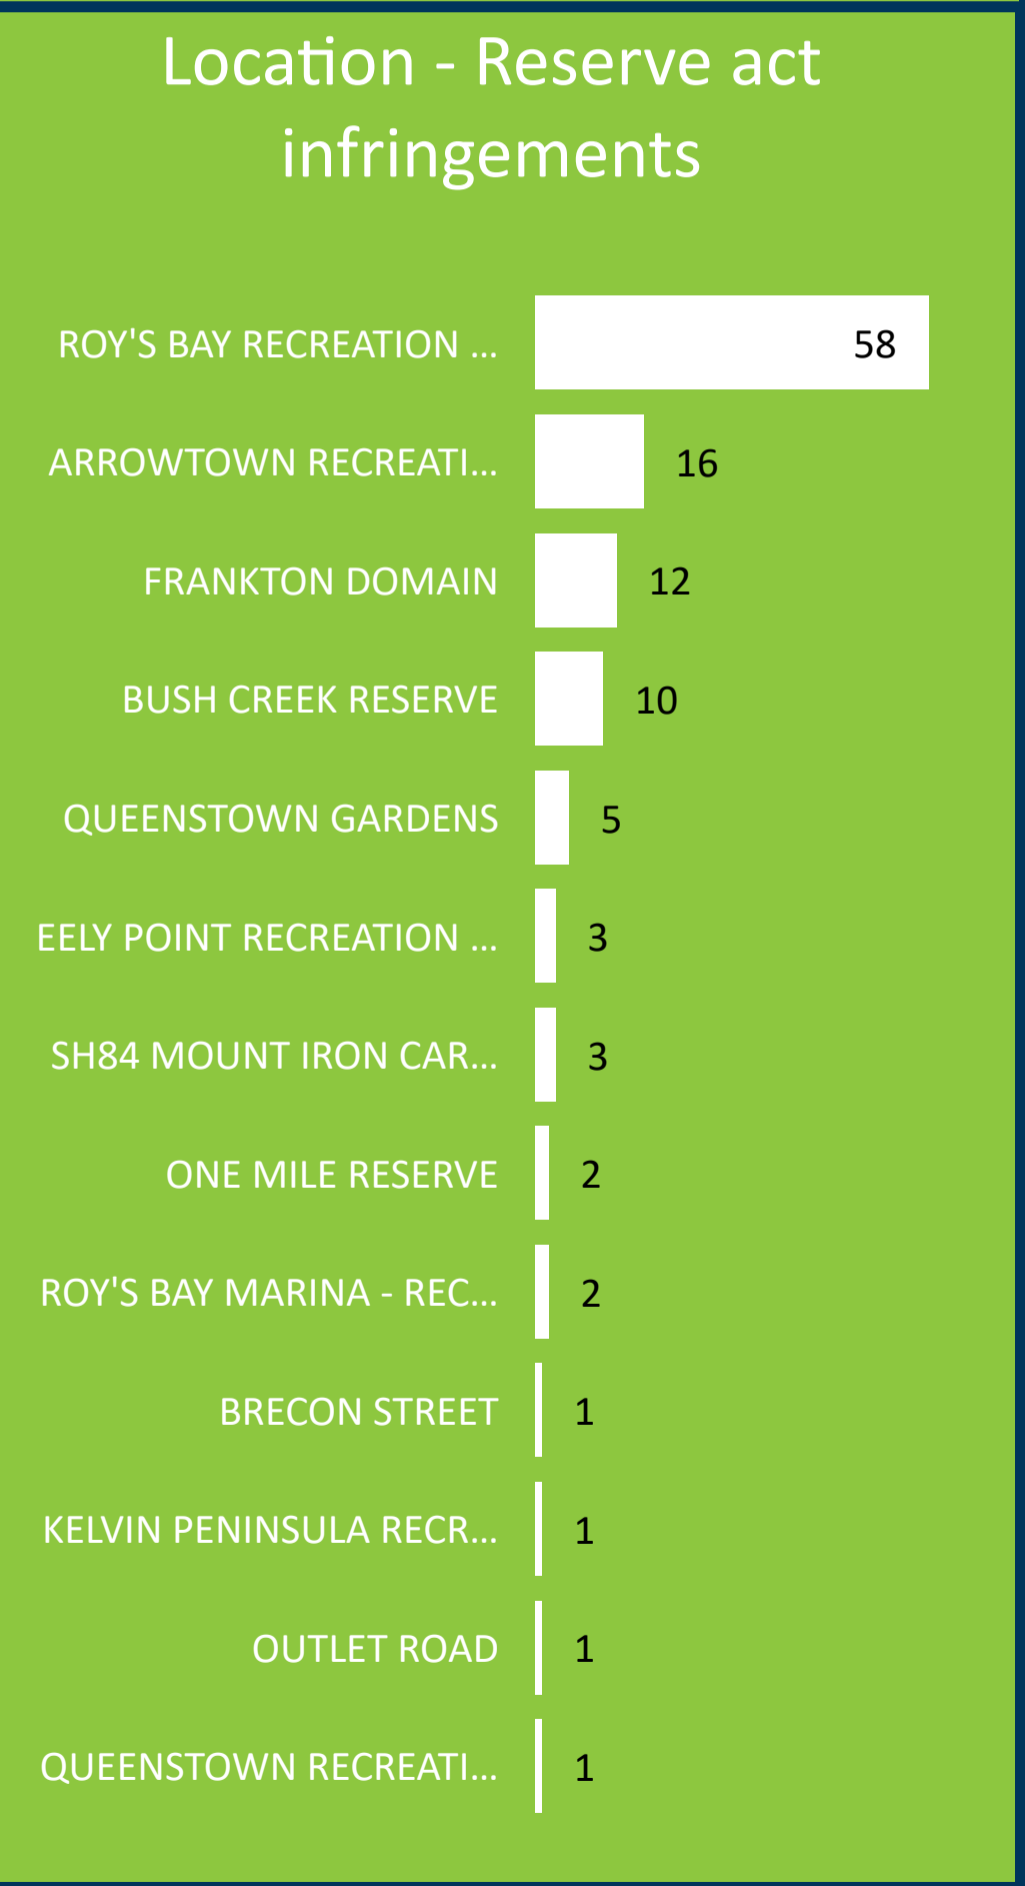 Location - Reserve act
infringements
ROY'S BAY RECREATION ... 58
ARROWTOWN RECREATI... 16
FRANKTON DOMAIN 12
BUSH CREEK RESERVE 10
QUEENSTOWN GARDENS 5
EELY POINT RECREATION ... 3
SH84 MOUNT IRON CAR... 3
ONE MILE RESERVE 2
ROY'S BAY MARINA - REC... 2
BRECON STREET 1
KELVIN PENINSULA RECR... 1
OUTLET ROAD 1
QUEENSTOWN RECREATI... 1